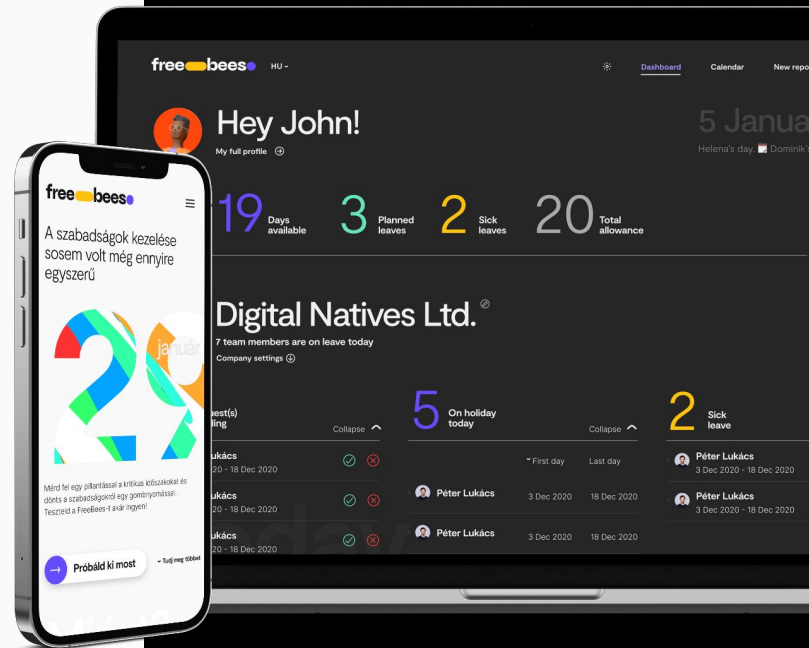 freebees
HU
Dashboard
Calendar
New repo
Hey John!
My full profile
5 Janua
Helena's day. Dominik's
19 Days available
3 Planned leaves
2 Sick leaves
20 Total allowance
Digital Natives Ltd.
7 team members are on leave today
Company settings
uest(s)
ling
Collapse
5 On holiday today
Collapse
2 Sick leave
ukács
20 - 18 Dec 2020
ukács
20 - 18 Dec 2020
ukács
20 - 18 Dec 2020
First day
Last day
Péter Lukács
3 Dec 2020
18 Dec 2020
Péter Lukács
3 Dec 2020
18 Dec 2020
Péter Lukács
3 Dec 2020 - 18 Dec 2020
Péter Lukács
3 Dec 2020 - 18 Dec 2020
freebees
A szabadságok kezelése
sosem volt még ennyire
egyszerű
január
Mérd fel egy pillantással a kritikus időszakokat és
dönts a szabadságokról egy gombnyomással.
Teszteld a FreeBees-t akár ingyen!
Próbáld ki most
Tudj meg többet